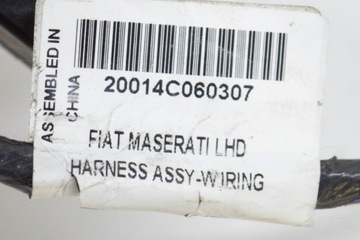 ASSEMBLED IN
CHINA
20014C060307
FIAT MASERATI LHD
HARNESS ASSY-WIRING